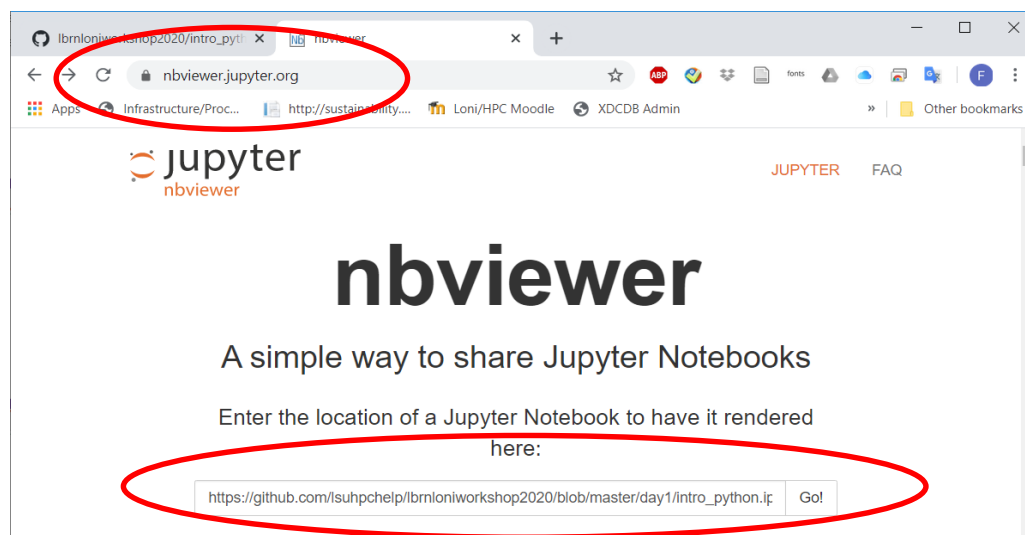 lbrnloniworkshop2020/intro_pyth
nbviewer
nbviewer.jupyter.org
ABP
fonts
F
Apps
Infrastructure/Proc...
http://sustainability....
Loni/HPC Moodle
XDCDB Admin
»
Other bookmarks
jupyter
nbviewer
JUPYTER
FAQ
nbviewer
A simple way to share Jupyter Notebooks
Enter the location of a Jupyter Notebook to have it rendered
here:
https://github.com/lsuhpchelp/lbrnloniworkshop2020/blob/master/day1/intro_python.ip
Go!